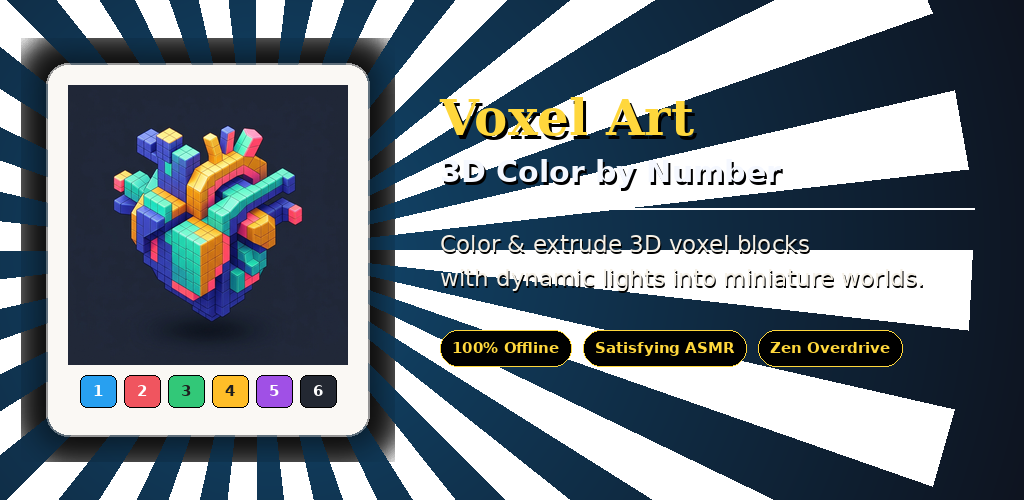 Voxel Art
3D Color by Number
Color & extrude 3D voxel blocks
with dynamic lights into miniature worlds.
100% Offline Satisfying ASMR Zen Overdrive
1 2 3 4 5 6